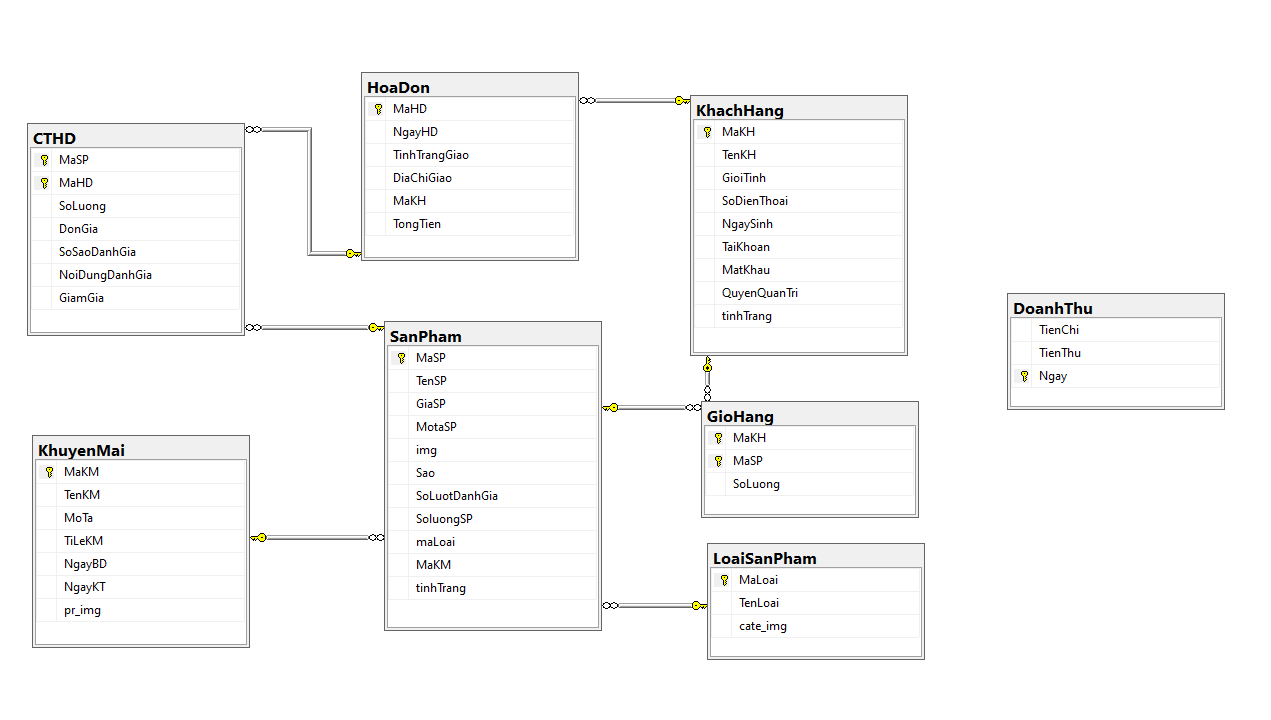 HoaDon
MaHD
NgayHD
TinhTrangGiao
DiaChiGiao
MaKH
TongTien
KhachHang
MaKH
TenKH
GioiTinh
SoDienThoai
NgaySinh
TaiKhoan
MatKhau
QuyenQuanTri
tinhTrang
CTHD
MaSP
MaHD
SoLuong
DonGia
SoSaoDanhGia
NoiDungDanhGia
GiamGia
DoanhThu
TienChi
TienThu
Ngay
SanPham
MaSP
TenSP
GiaSP
MotaSP
img
Sao
SoLuotDanhGia
SoluongSP
maLoai
MaKM
tinhTrang
GioHang
MaKH
MaSP
SoLuong
KhuyenMai
MaKM
TenKM
MoTa
TiLeKM
NgayBD
NgayKT
pr_img
LoaiSanPham
MaLoai
TenLoai
cate_img